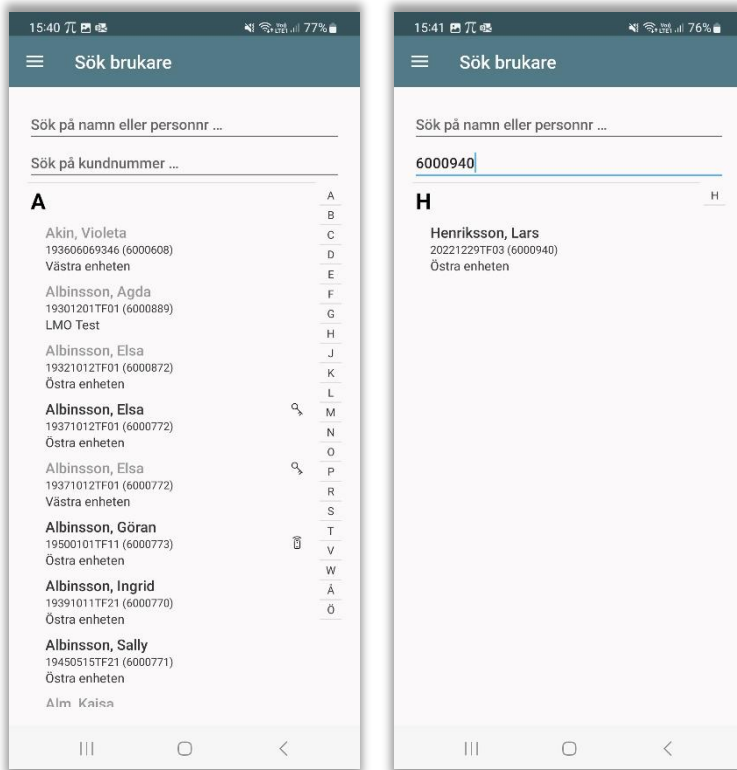 15:40
77%
Sök brukare
Sök på namn eller personnr ...
Sök på kundnummer ...
A
Akin, Violeta
193606069346 (6000608)
Västra enheten
Albinsson, Agda
19301201TF01 (6000889)
LMO Test
Albinsson, Elsa
19321012TF01 (6000872)
Östra enheten
Albinsson, Elsa
19371012TF01 (6000772)
Östra enheten
Albinsson, Elsa
19371012TF01 (6000772)
Västra enheten
Albinsson, Göran
19500101TF11 (6000773)
Östra enheten
Albinsson, Ingrid
19391011TF21 (6000770)
Östra enheten
Albinsson, Sally
19450515TF21 (6000771)
Östra enheten
Alm, Kaisa
A
B
C
D
E
F
G
H
J
K
L
M
N
O
P
R
S
T
V
W
Å
Ö
15:41
76%
Sök brukare
Sök på namn eller personnr ...
6000940
H
Henriksson, Lars
20221229TF03 (6000940)
Östra enheten
H